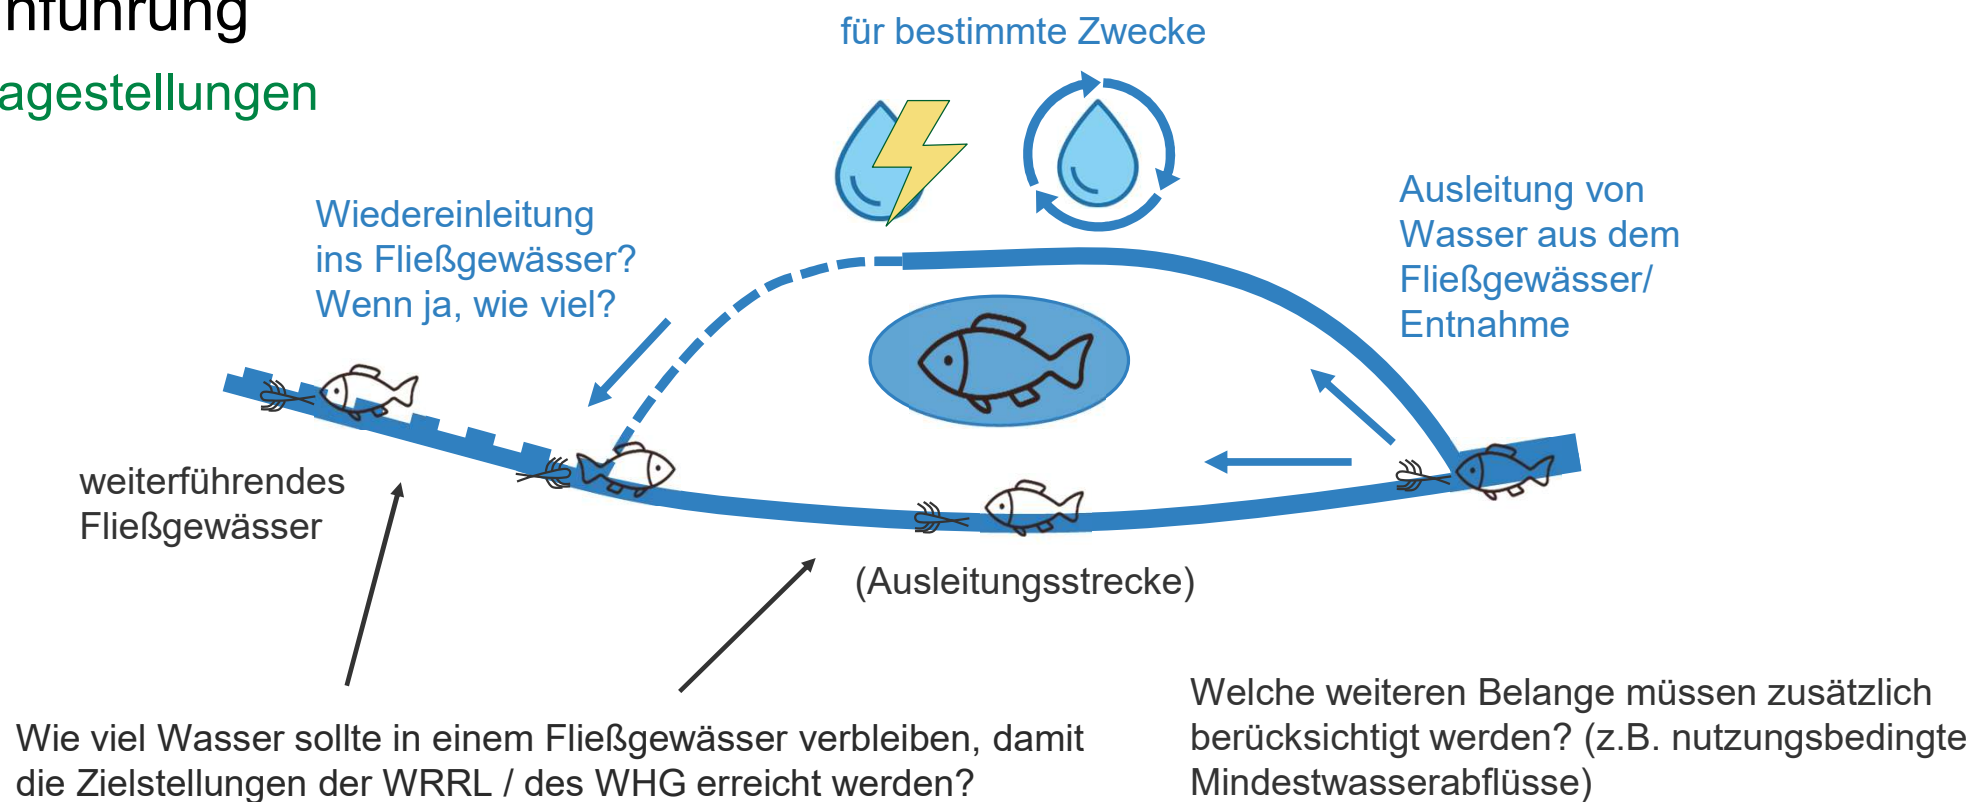 nführung
agestellungen
für bestimmte Zwecke
Wiedereinleitung
ins Fließgewässer?
Wenn ja, wie viel?
Ausleitung von
Wasser aus dem
Fließgewässer/
Entnahme
weiterführendes
Fließgewässer
(Ausleitungsstrecke)
Wie viel Wasser sollte in einem Fließgewässer verbleiben, damit
die Zielstellungen der WRRL / des WHG erreicht werden?
Welche weiteren Belange müssen zusätzlich
berücksichtigt werden? (z.B. nutzungsbedingte
Mindestwasserabflüsse)